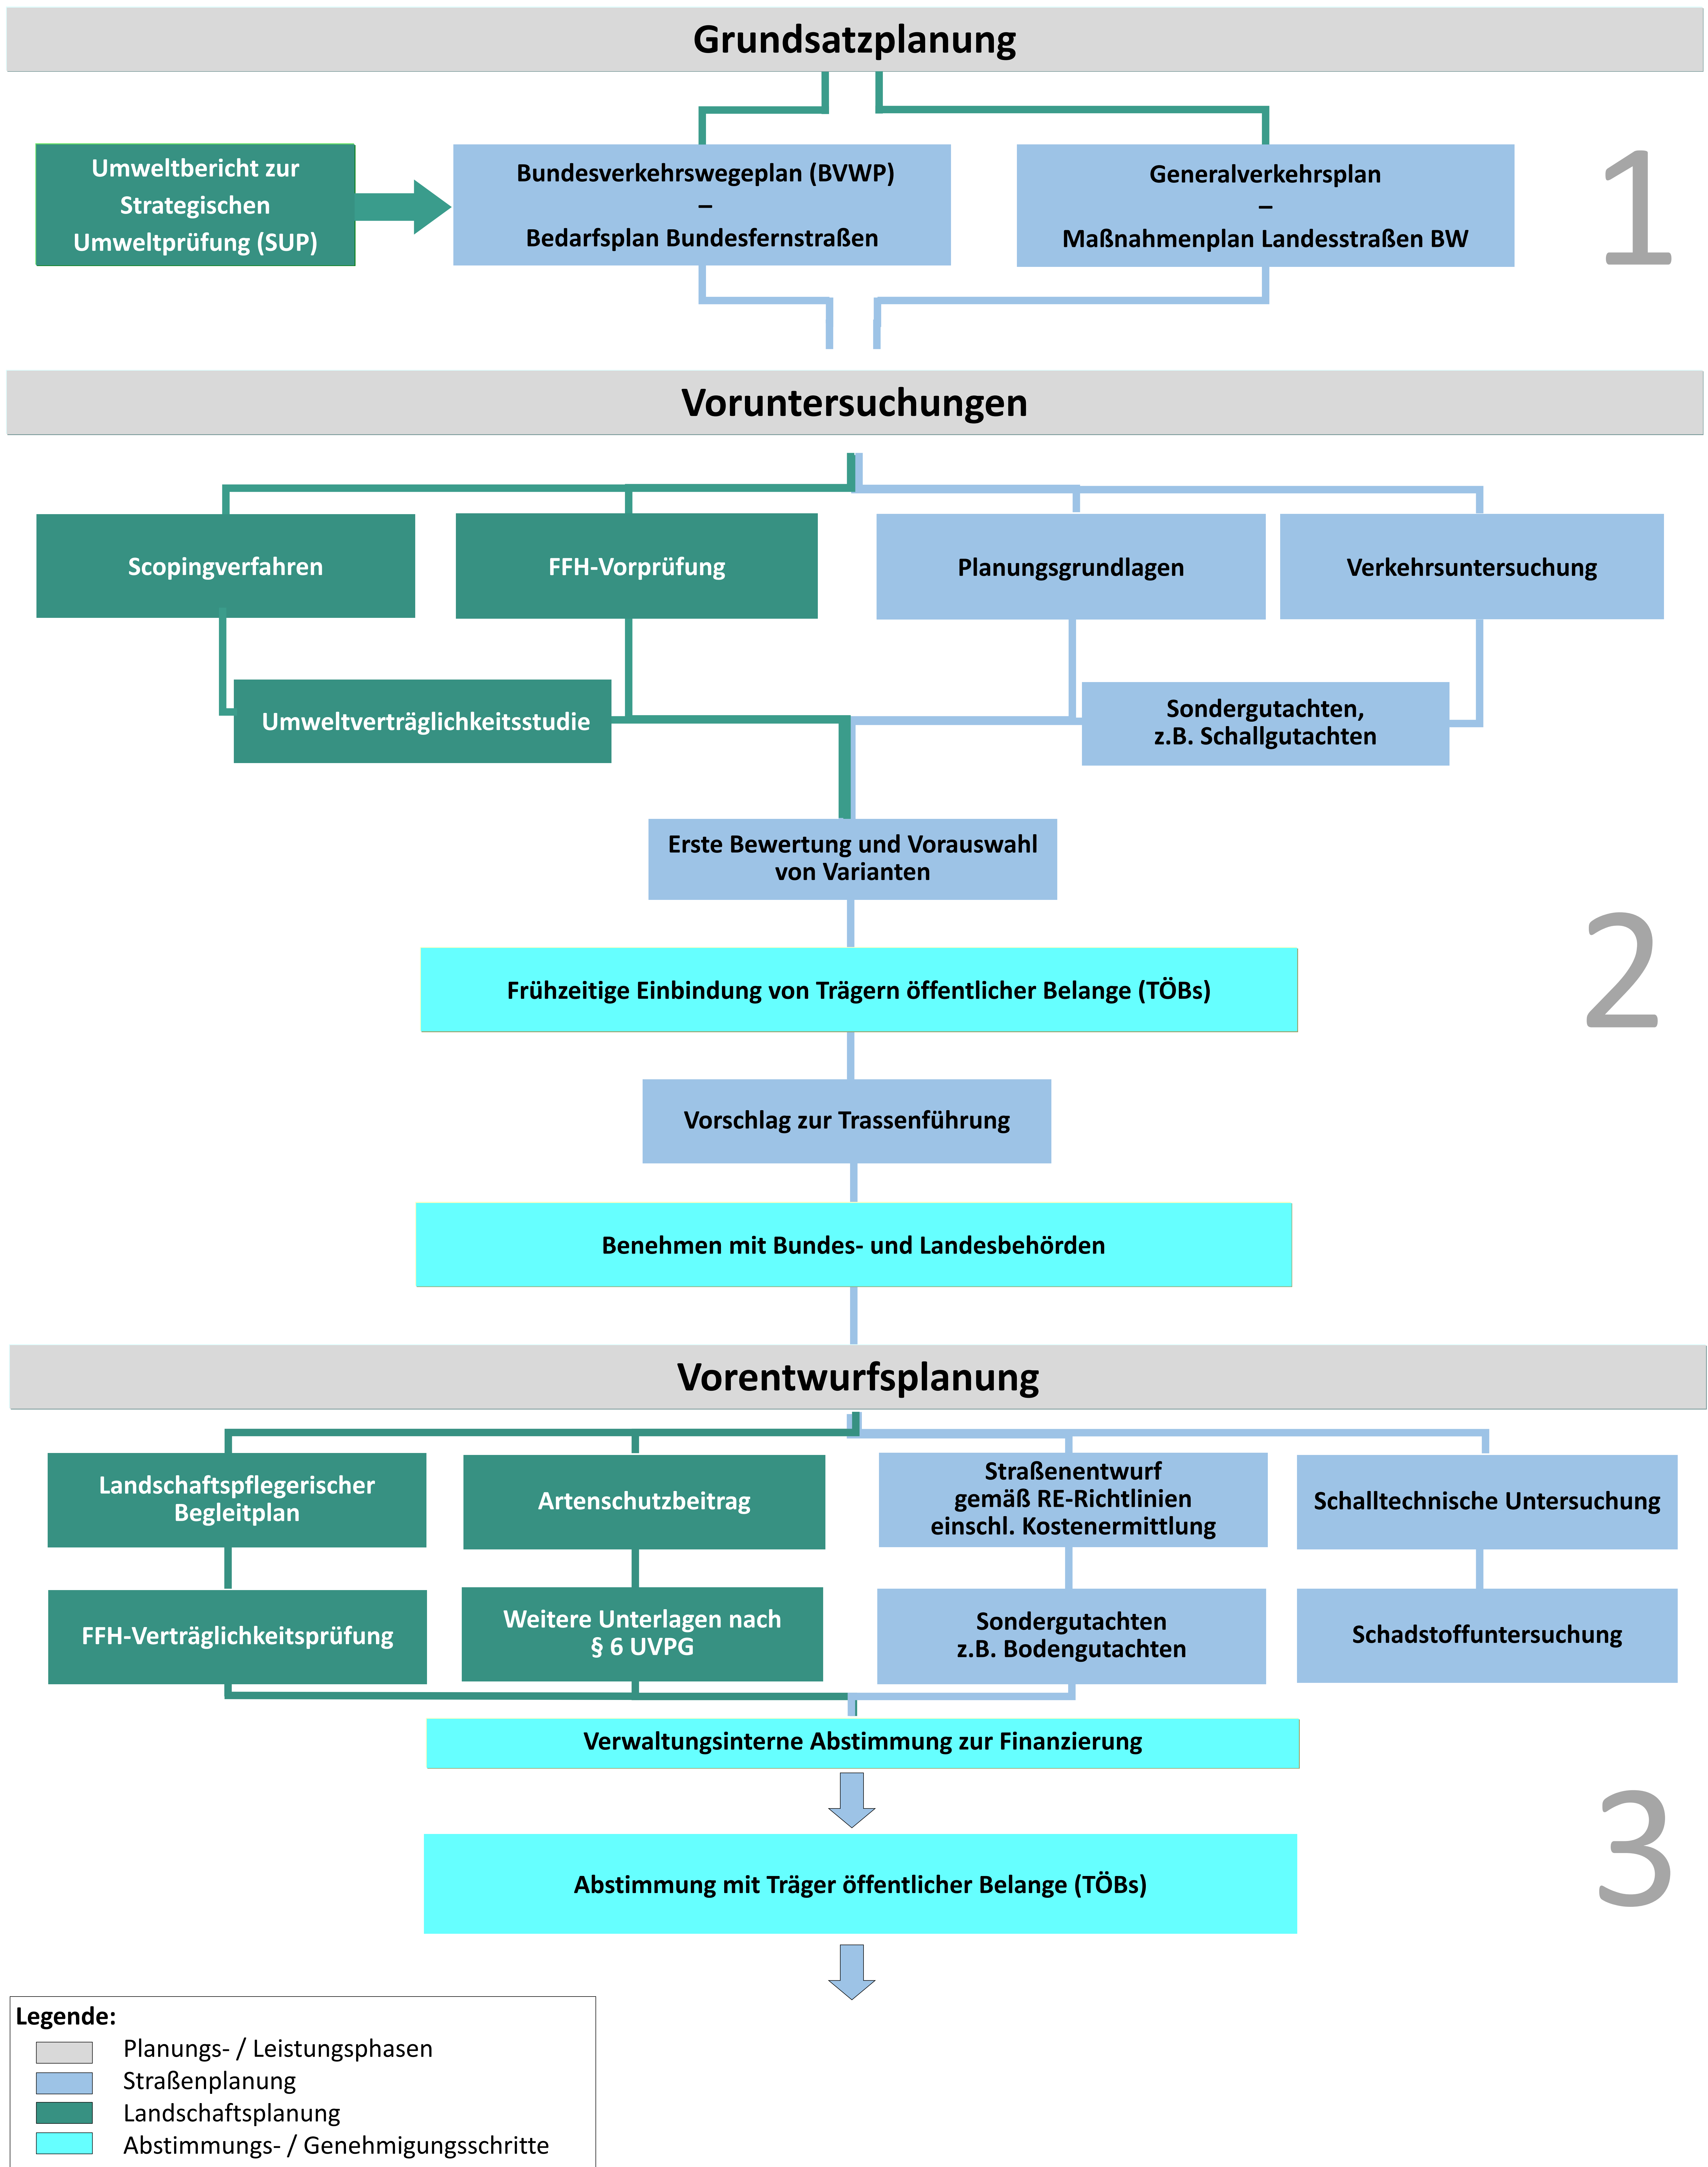 Grundsatzplanung
Umweltbericht zur
Strategischen
Umweltprüfung (SUP)
Bundesverkehrswegeplan (BVWP)
–
Bedarfsplan Bundesfernstraßen
Generalverkehrsplan
–
Maßnahmenplan Landesstraßen BW
1
Voruntersuchungen
Scopingverfahren
FFH-Vorprüfung
Planungsgrundlagen
Verkehrsuntersuchung
Umweltverträglichkeitsstudie
Sondergutachten,
z.B. Schallgutachten
Erste Bewertung und Vorauswahl
von Varianten
Frühzeitige Einbindung von Trägern öffentlicher Belange (TÖBs)
2
Vorschlag zur Trassenführung
Benehmen mit Bundes- und Landesbehörden
Vorentwurfsplanung
Landschaftspflegerischer
Begleitplan
Artenschutzbeitrag
Straßenentwurf
gemäß RE-Richtlinien
einschl. Kostenermittlung
Schalltechnische Untersuchung
FFH-Verträglichkeitsprüfung
Weitere Unterlagen nach
§ 6 UVPG
Sondergutachten
z.B. Bodengutachten
Schadstoffuntersuchung
Verwaltungsinterne Abstimmung zur Finanzierung
3
Abstimmung mit Träger öffentlicher Belange (TÖBs)
Legende:
Planungs- / Leistungsphasen
Straßenplanung
Landschaftsplanung
Abstimmungs- / Genehmigungsschritte